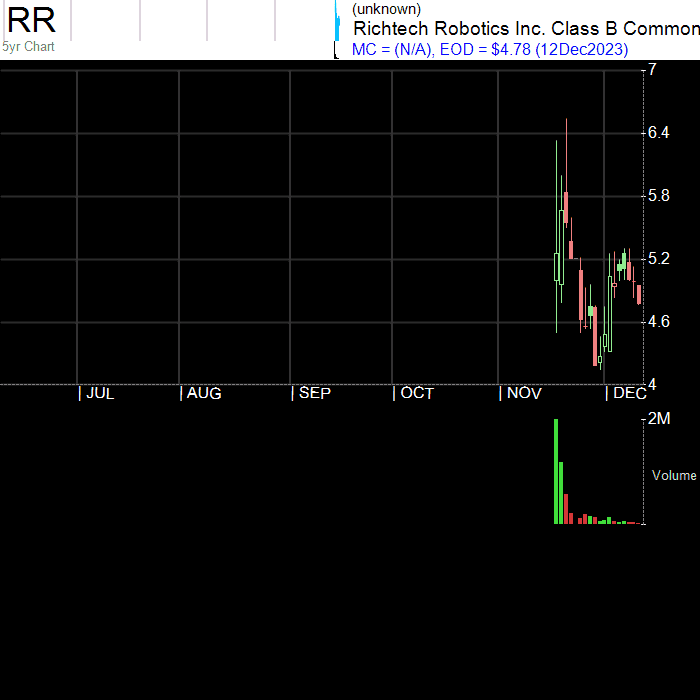 RR
5yr Chart
(unknown)
Richtech Robotics Inc. Class B Common
MC = (N/A), EOD = $4.78 (12Dec2023)
7
6.4
5.8
5.2
4.6
4
| JUL | AUG | SEP | OCT | NOV | DEC
2M
Volume